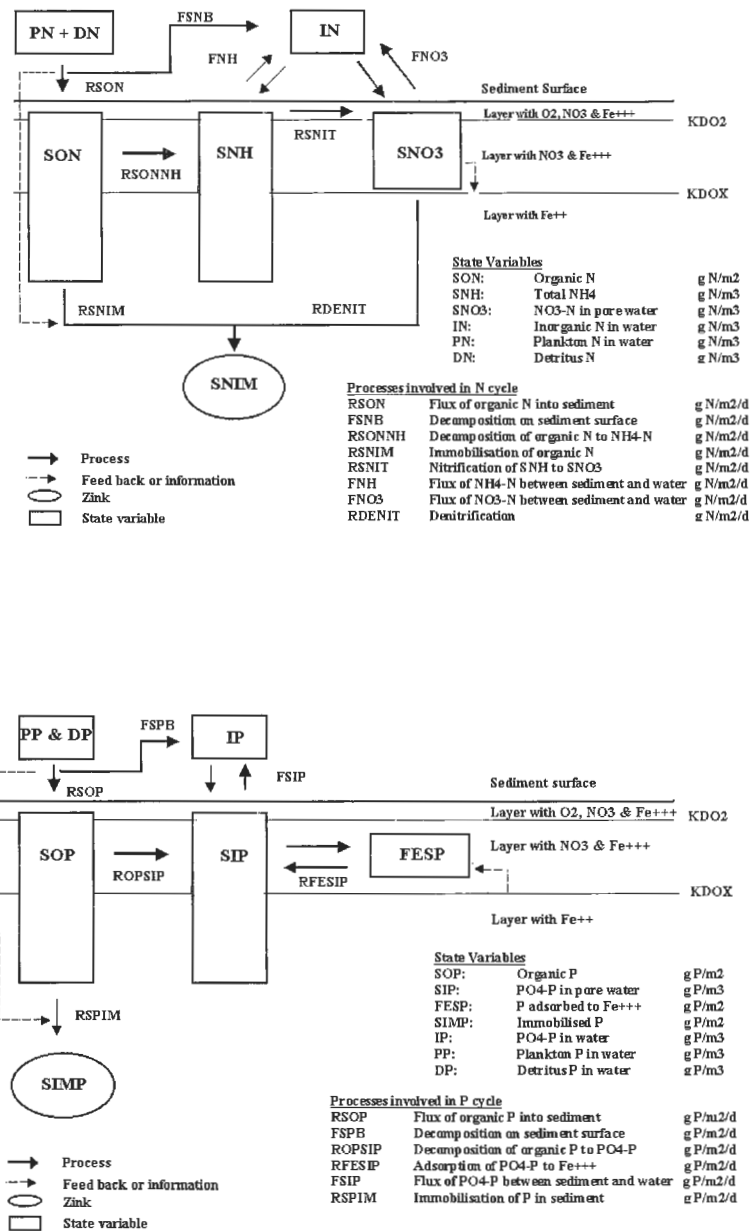 FSNB
PN + DN
IN
FNH
FNO3
RSON
Sediment Surface
Layer with O2, NO3 & Fe+++
KDO2
RSNIT
SON
SNH
SNO3
Layer with NO3 & Fe+++
RSONNH
KDOX
Layer with Fe++
State Variables
SON: Organic N g N/m2
SNH: Total NH4 g N/m3
SNO3: NO3-N in pore water g N/m3
IN: Inorganic N in water g N/m3
PN: Plankton N in water g N/m3
DN: Detritus N g N/m3
RSNIM
RDENIT
SNIM
Processes involved in N cycle
RSON Flux of organic N into sediment g N/m2/d
FSNB Decomposition on sediment surface g N/m2/d
RSONNH Decomposition of organic N to NH4-N g N/m2/d
RSNIM Immobilisation of organic N g N/m2/d
RSNIT Nitrification of SNH to SNO3 g N/m2/d
FNH Flux of NH4-N between sediment and water g N/m2/d
FNO3 Flux of NO3-N between sediment and water g N/m2/d
RDENIT Denitrification g N/m2/d
Process
Feed back or information
Zink
State variable
FSPB
PP & DP
IP
FSIP
RSOP
Sediment surface
Layer with O2, NO3 & Fe+++
KDO2
SOP
SIP
FESP
Layer with NO3 & Fe+++
ROPSIP
RFESIP
KDOX
Layer with Fe++
State Variables
SOP: Organic P g P/m2
SIP: PO4-P in pore water g P/m3
FESP: P adsorbed to Fe+++ g P/m2
SIMP: Immobilised P g P/m2
IP: PO4-P in water g P/m3
PP: Plankton P in water g P/m3
DP: Detritus P in water g P/m3
RSPIM
SIMP
Processes involved in P cycle
RSOP Flux of organic P into sediment g P/m2/d
FSPB Decomposition on sediment surface g P/m2/d
ROPSIP Decomposition of organic P to PO4-P g P/m2/d
RFESIP Adsorption of PO4-P to Fe+++ g P/m2/d
FSIP Flux of PO4-P between sediment and water g P/m2/d
RSPIM Immobilisation of P in sediment g P/m2/d
Process
Feed back or information
Zink
State variable